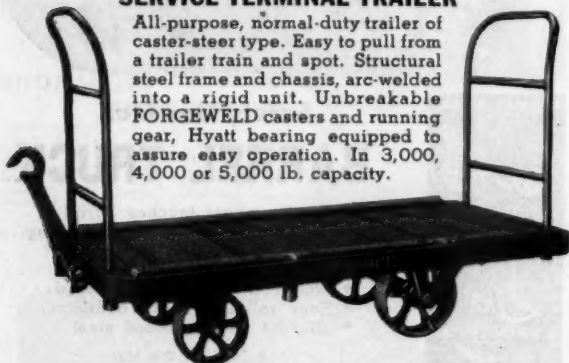 SERVICE TERMINAL TRAILER
All-purpose, normal-duty trailer of
caster-steer type. Easy to pull from
a trailer train and spot. Structural
steel frame and chassis, arc-welded
into a rigid unit. Unbreakable
FORGEWELD casters and running
gear, Hyatt bearing equipped to
assure easy operation. In 3,000,
4,000 or 5,000 lb. capacity.